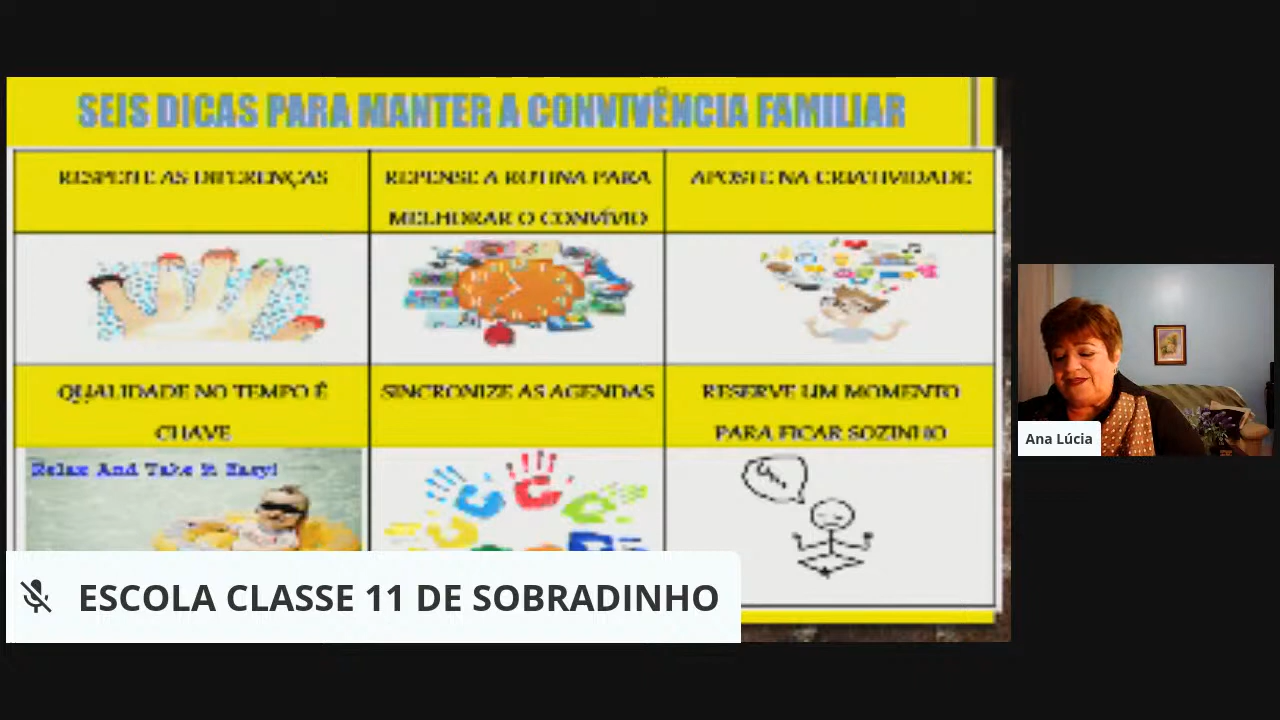 SEIS DICAS PARA MANTER A CONVIVÊNCIA FAMILIAR
RESPEITE AS DIFERENÇAS
REPENSE A ROTINA PARA
MELHORAR O CONVÍVIO
APOSTE NA CRIATIVIDADE
QUALIDADE NO TEMPO É
CHAVE
SINCRONIZE AS AGENDAS
RESERVE UM MOMENTO
PARA FICAR SOZINHO
Relax And Take it Easy!
ESCOLA CLASSE 11 DE SOBRADINHO
Ana Lúcia